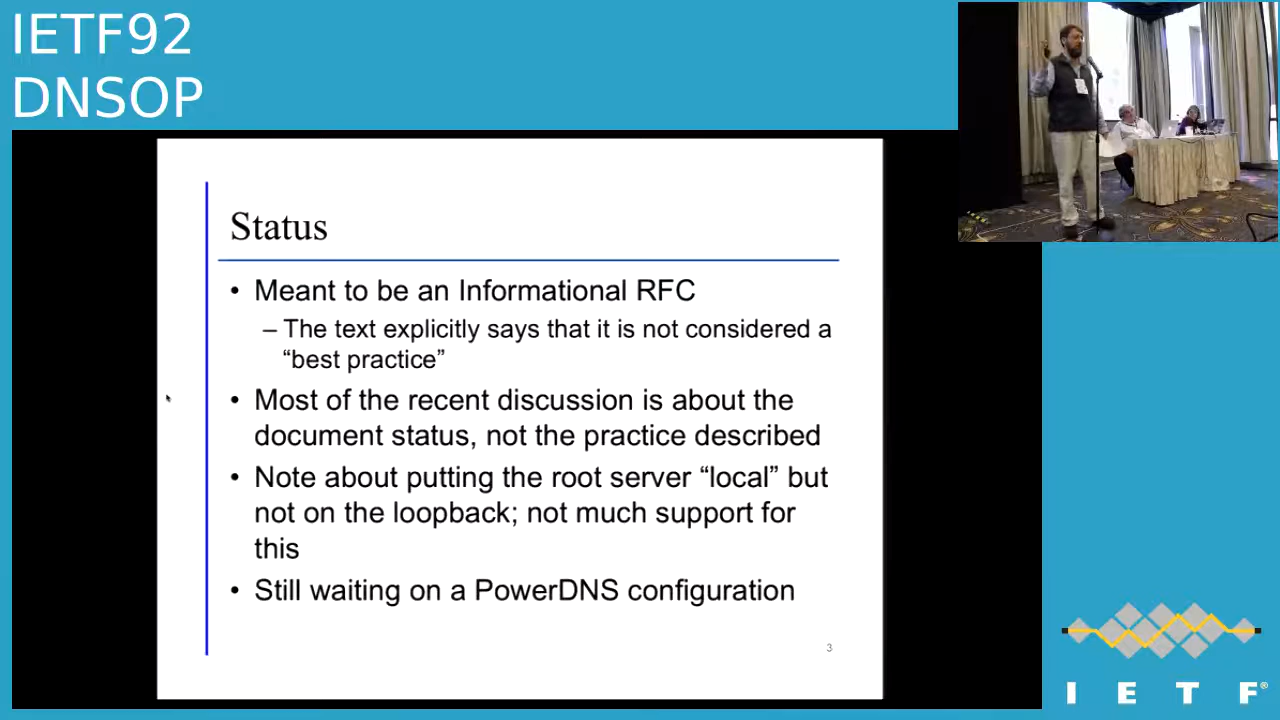 IETF92
DNSOP
Status
• Meant to be an Informational RFC
– The text explicitly says that it is not considered a
“best practice”
• Most of the recent discussion is about the
document status, not the practice described
• Note about putting the root server “local” but
not on the loopback; not much support for
this
• Still waiting on a PowerDNS configuration
3
I E T F®